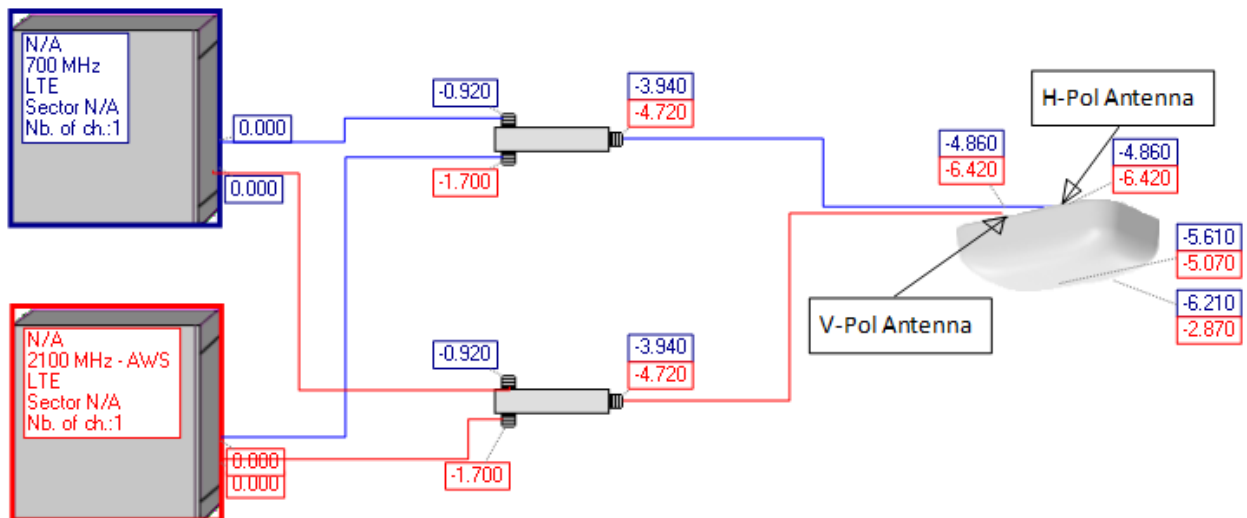 N/A
700 MHz
LTE
Sector N/A
Nb. of ch.:1
0.000
0.000
-0.920
-1.700
-3.940
-4.720
H-Pol Antenna
-4.860
-6.420
-4.860
-6.420
-5.610
-5.070
-6.210
-2.870
V-Pol Antenna
N/A
2100 MHz - AWS
LTE
Sector N/A
Nb. of ch.:1
0.000
0.000
-0.920
-1.700
-3.940
-4.720